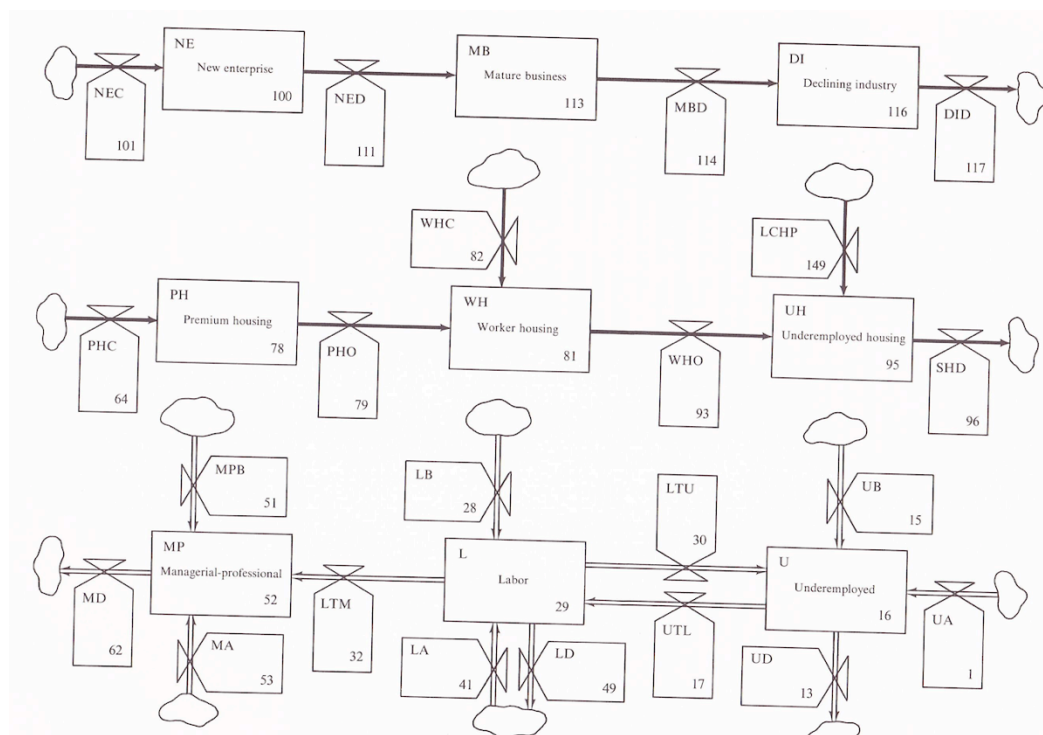 NE
New enterprise
100
NEC
101
NED
111
MB
Mature business
113
MBD
114
DI
Declining industry
116
DID
117
WHC
82
LCHP
149
PH
Premium housing
78
PHC
64
PHO
79
WH
Worker housing
81
WHO
93
UH
Underemployed housing
95
SHD
96
MPB
51
LB
28
LTU
30
UB
15
MP
Managerial-professional
52
MD
62
MA
53
LTM
32
L
Labor
29
LA
41
LD
49
UTL
17
U
Underemployed
16
UD
13
UA
1